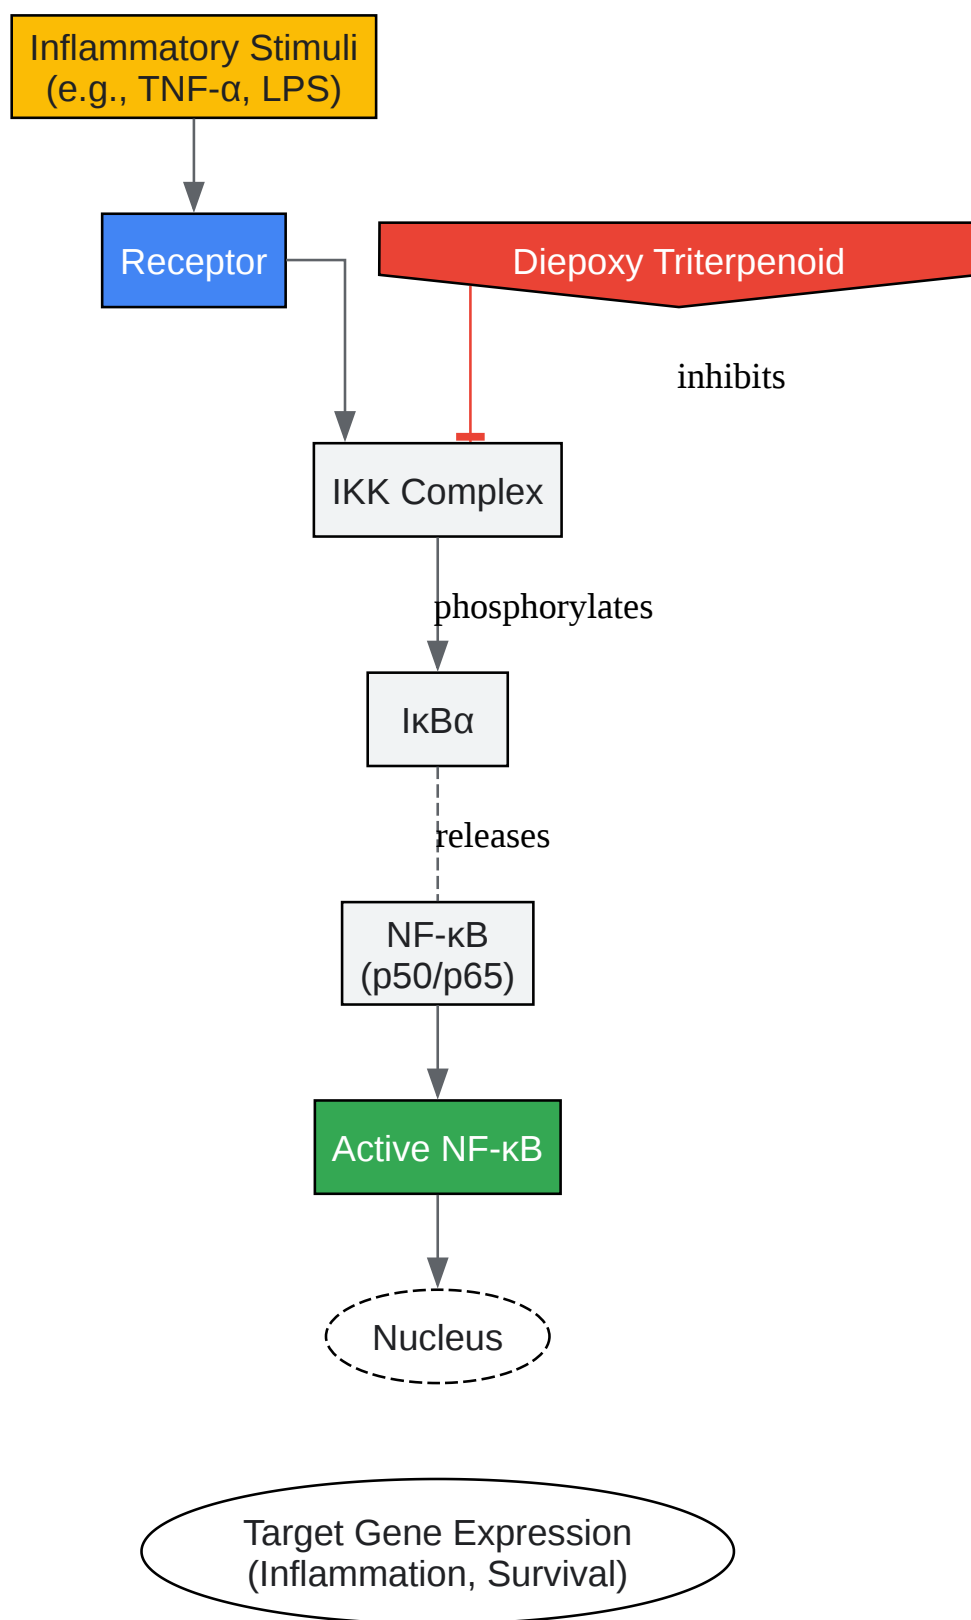 Inflammatory Stimuli
(e.g., TNF-α, LPS)
Receptor
Diepoxy Triterpenoid
inhibits
IKK Complex
phosphorylates
IκBα
releases
NF-κB
(p50/p65)
Active NF-κB
Nucleus
Target Gene Expression
(Inflammation, Survival)